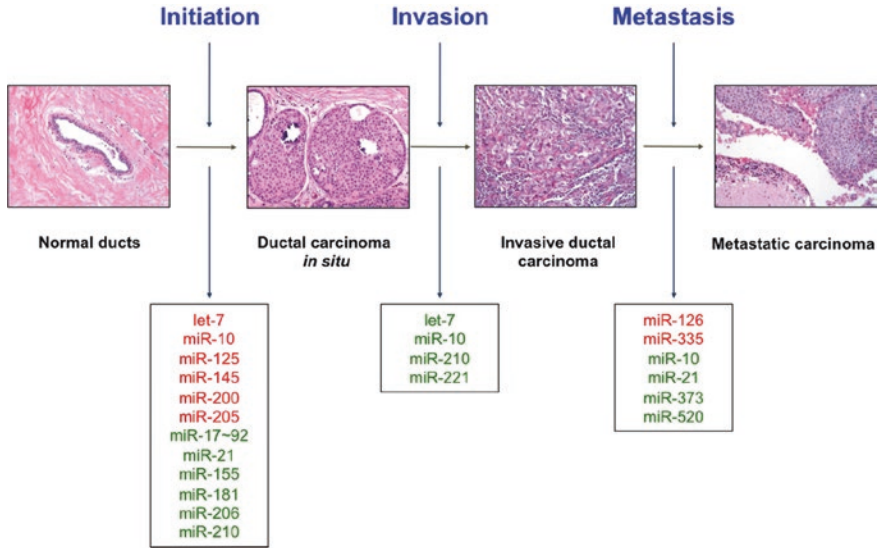 Initiation
Invasion
Metastasis
Normal ducts
Ductal carcinoma
in situ
Invasive ductal
carcinoma
Metastatic carcinoma
let-7
miR-10
miR-125
miR-145
miR-200
miR-205
miR-17~92
miR-21
miR-155
miR-181
miR-206
miR-210
let-7
miR-10
miR-210
miR-221
miR-126
miR-335
miR-10
miR-21
miR-373
miR-520